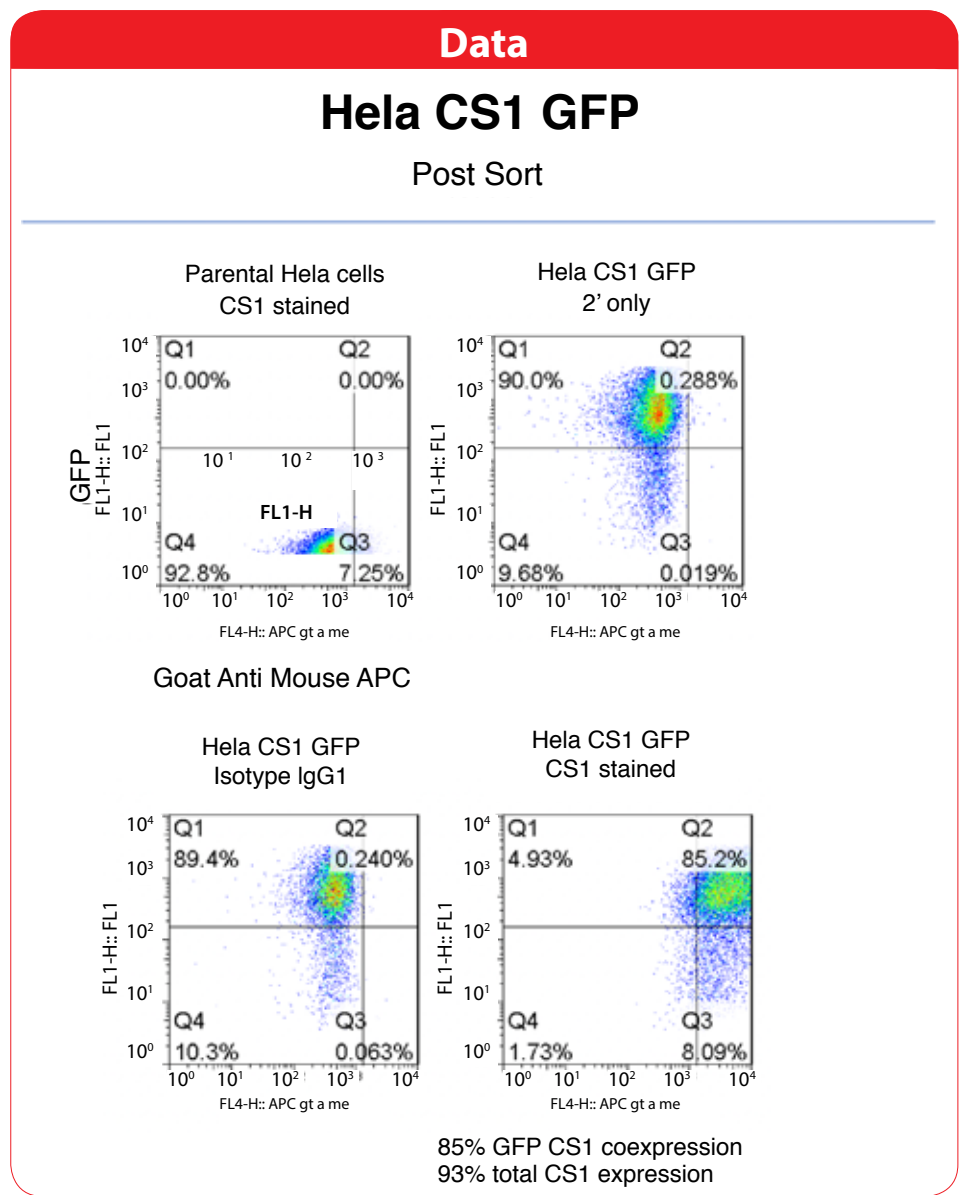 Data
Hela CS1 GFP
Post Sort
Parental Hela cells
CS1 stained
GFP
FL1-H:: FL1
10⁴
10³
10²
10¹
10⁰
Q1
0.00%
Q2
0.00%
10¹ 10² 10³
FL1-H
Q4
92.8%
Q3
7.25%
10⁰ 10¹ 10² 10³ 10⁴
FL4-H:: APC gt a me
Goat Anti Mouse APC
Hela CS1 GFP
2’ only
FL1-H:: FL1
10⁴
10³
10²
10¹
10⁰
Q1
90.0%
Q2
0.288%
Q4
9.68%
Q3
0.019%
10⁰ 10¹ 10² 10³ 10⁴
FL4-H:: APC gt a me
Hela CS1 GFP
Isotype IgG1
FL1-H:: FL1
10⁴
10³
10²
10¹
10⁰
Q1
89.4%
Q2
0.240%
Q4
10.3%
Q3
0.063%
10⁰ 10¹ 10² 10³ 10⁴
FL4-H:: APC gt a me
Hela CS1 GFP
CS1 stained
FL1-H:: FL1
10⁴
10³
10²
10¹
10⁰
Q1
4.93%
Q2
85.2%
Q4
1.73%
Q3
8.09%
10⁰ 10¹ 10² 10³ 10⁴
FL4-H:: APC gt a me
85% GFP CS1 coexpression
93% total CS1 expression